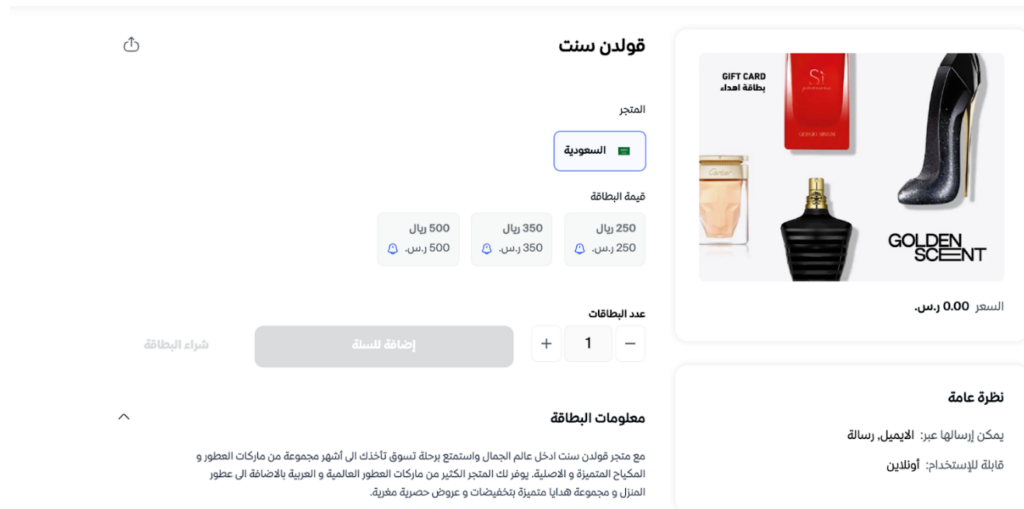 قولدن سنت
المتجر
السعودية
قيمة البطاقة
250 ريال
250 ر.س.
350 ريال
350 ر.س.
500 ريال
500 ر.س.
عدد البطاقات
1
إضافة للسلة
شراء البطاقة
معلومات البطاقة
مع متجر قولدن سنت ادخل عالم الجمال واستمتع برحلة تسوق تأخذك الى أشهر مجموعة من ماركات العطور و
المكياج المتميزة و الاصلية. يوفر لك المتجر الكثير من ماركات العطور العالمية و العربية بالاضافة الى عطور
المنزل و مجموعة هدايا متميزة بتخفيضات و عروض حصرية مغرية.
GIFT CARD
بطاقة اهداء
Sì
passione
GIORGIO ARMANI
Cartier
GOLDEN
SCENT
السعر 0.00 ر.س.
نظرة عامة
يمكن إرسالها عبر: الايميل, رسالة
قابلة للإستخدام: أونلاين